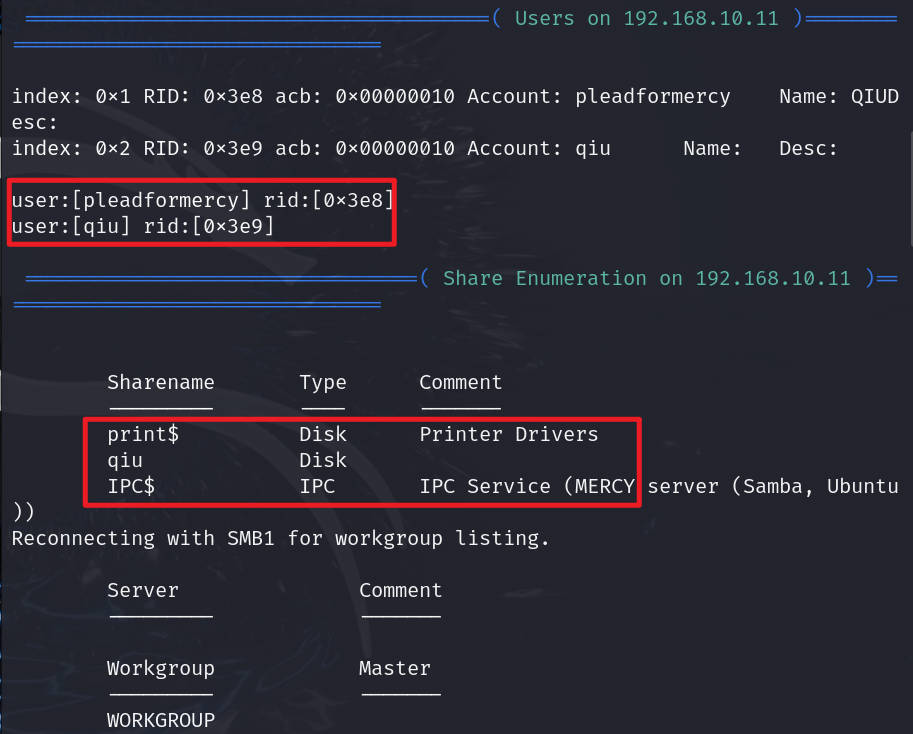 ( Users on 192.168.10.11 )
index: 0×1 RID: 0×3e8 acb: 0×00000010 Account: pleadformercy    Name: QIUD
esc:
index: 0×2 RID: 0×3e9 acb: 0×00000010 Account: qiu      Name:   Desc:
user:[pleadformercy] rid:[0×3e8]
user:[qiu] rid:[0×3e9]
( Share Enumeration on 192.168.10.11 )
Sharename       Type      Comment
print$          Disk      Printer Drivers
qiu             Disk
IPC$            IPC       IPC Service (MERCY server (Samba, Ubuntu
))
Reconnecting with SMB1 for workgroup listing.
Server               Comment
Workgroup            Master
WORKGROUP